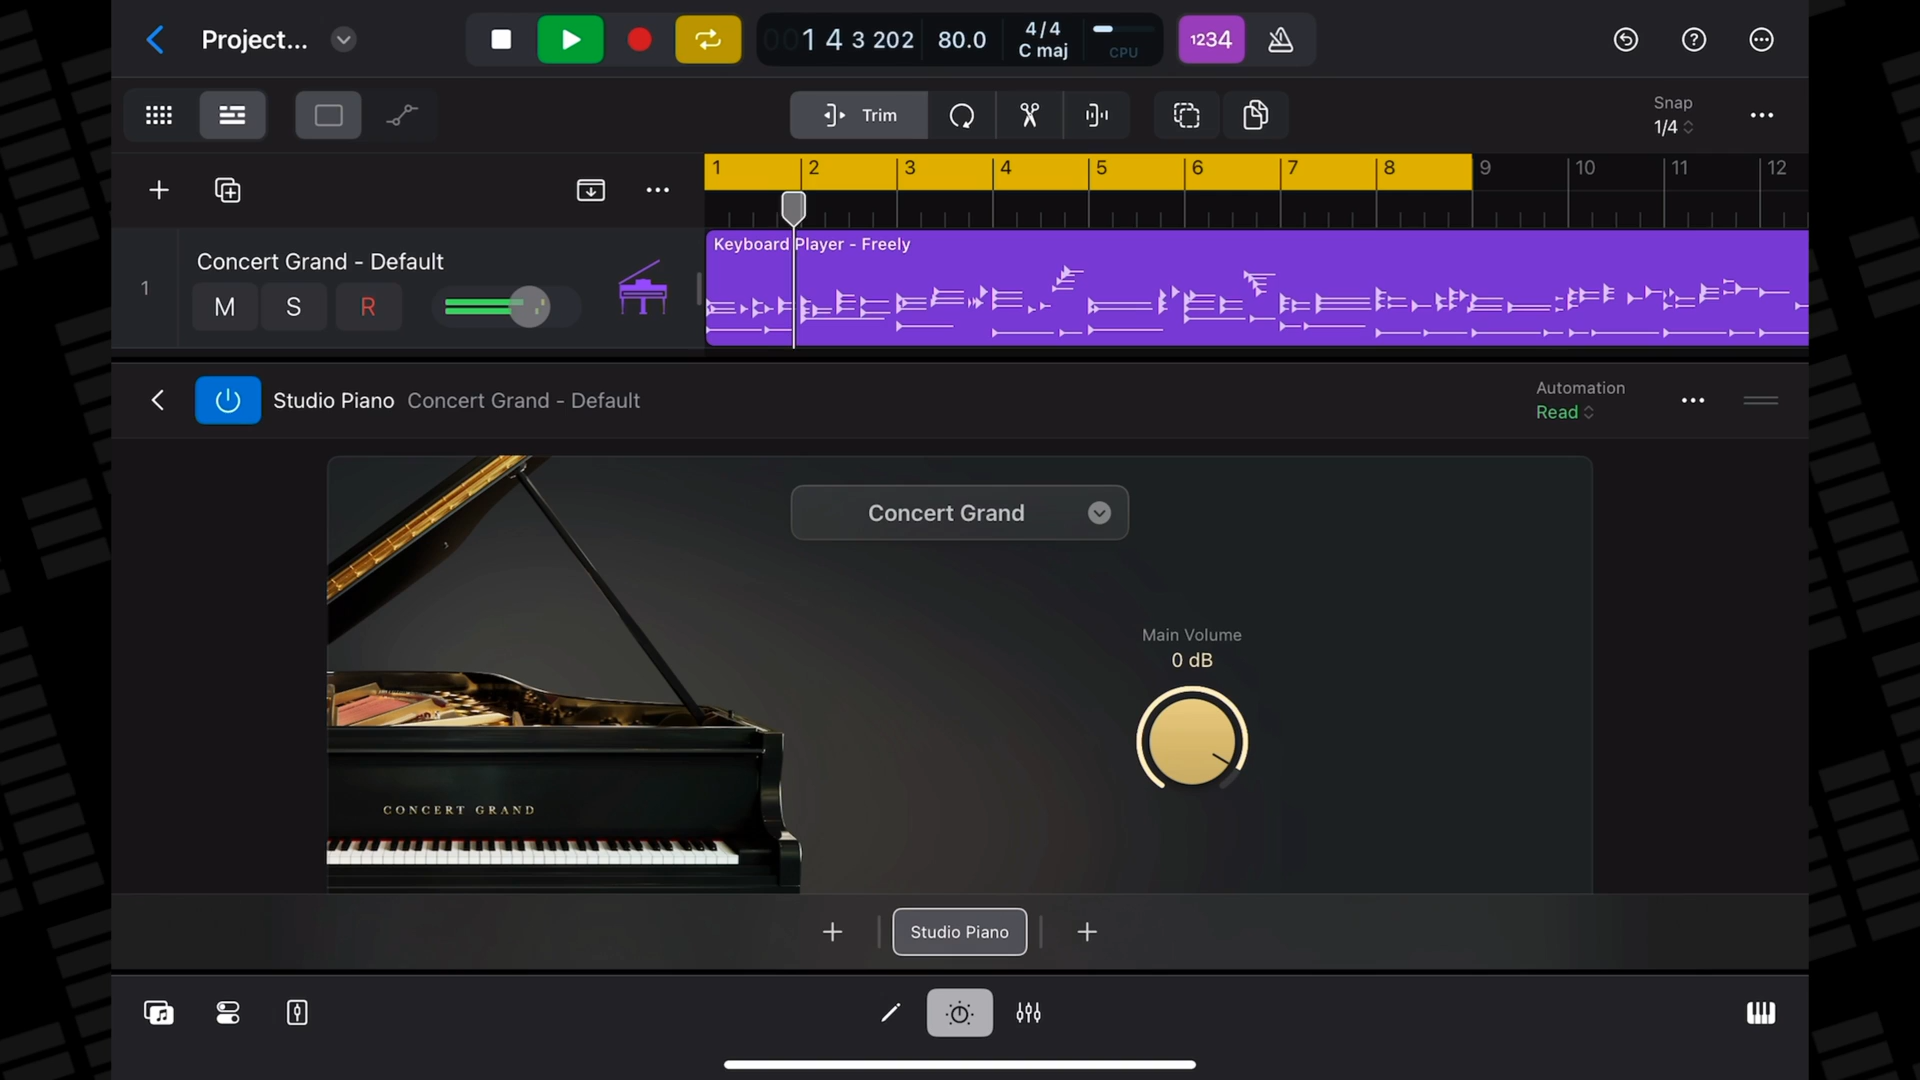 Project...
001 4 3 202
80.0
4/4
C maj
CPU
1234
Trim
Snap
1/4
1 2 3 4 5 6 7 8 9 10 11 12
1
Concert Grand - Default
M S R
Keyboard Player - Freely
Studio Piano Concert Grand - Default
Automation
Read
Concert Grand
Main Volume
0 dB
CONCERT GRAND
Studio Piano